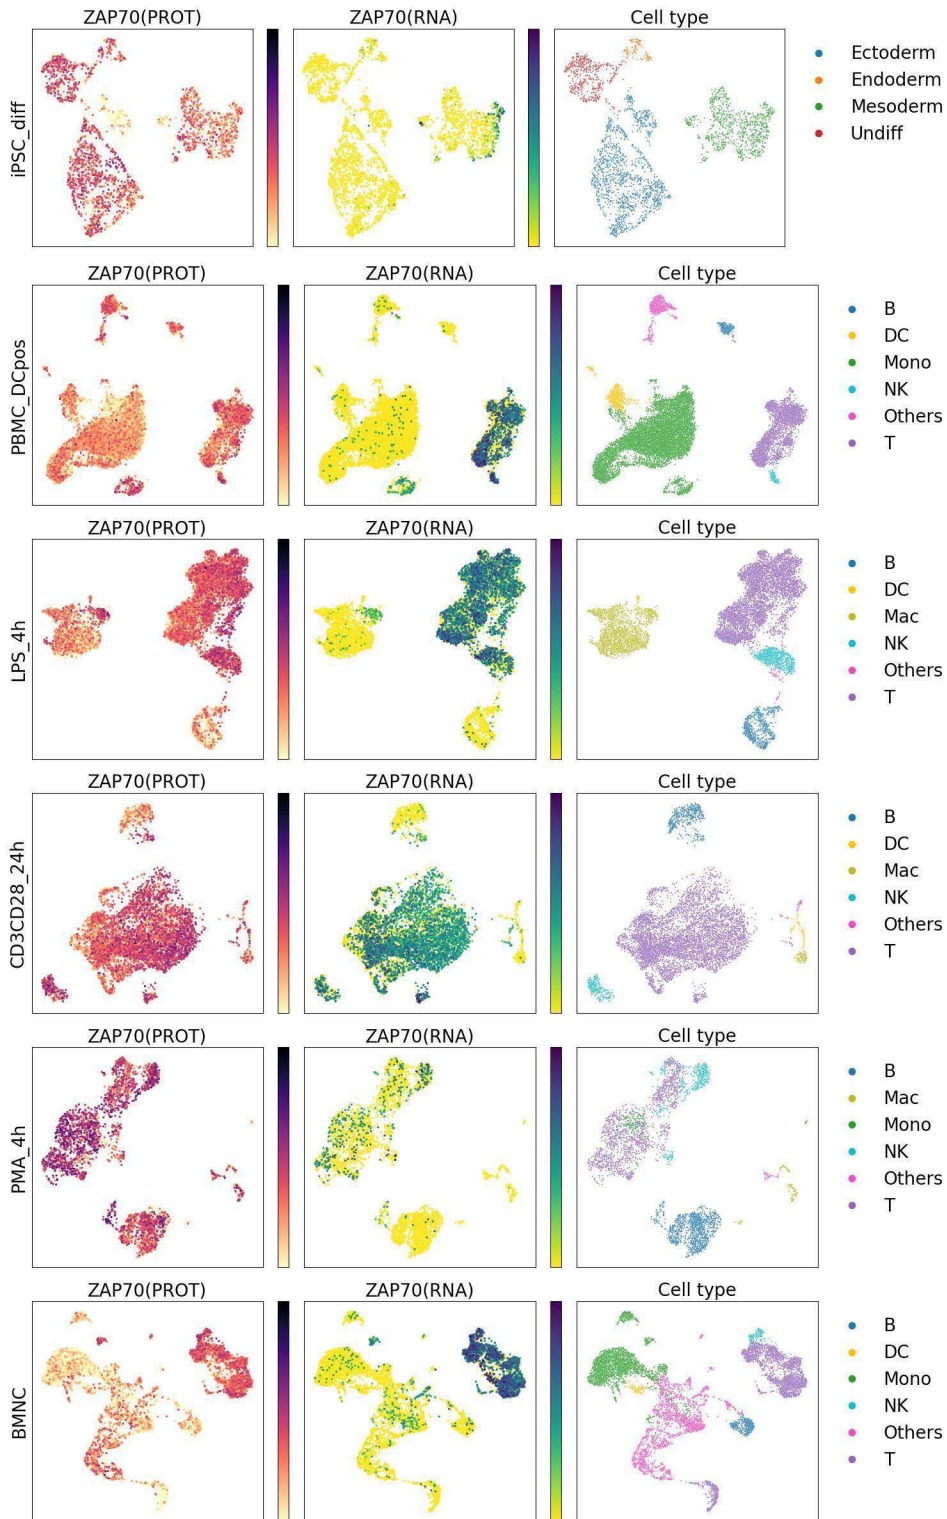 ZAP70(PROT) ZAP70(RNA) Cell type
iPSC_diff
Ectoderm
Endoderm
Mesoderm
Undiff
ZAP70(PROT) ZAP70(RNA) Cell type
PBMC_DCpos
B
DC
Mono
NK
Others
T
ZAP70(PROT) ZAP70(RNA) Cell type
LPS_4h
B
DC
Mac
NK
Others
T
ZAP70(PROT) ZAP70(RNA) Cell type
CD3CD28_24h
B
DC
Mac
NK
Others
T
ZAP70(PROT) ZAP70(RNA) Cell type
PMA_4h
B
Mac
Mono
NK
Others
T
ZAP70(PROT) ZAP70(RNA) Cell type
BMNC
B
DC
Mono
NK
Others
T